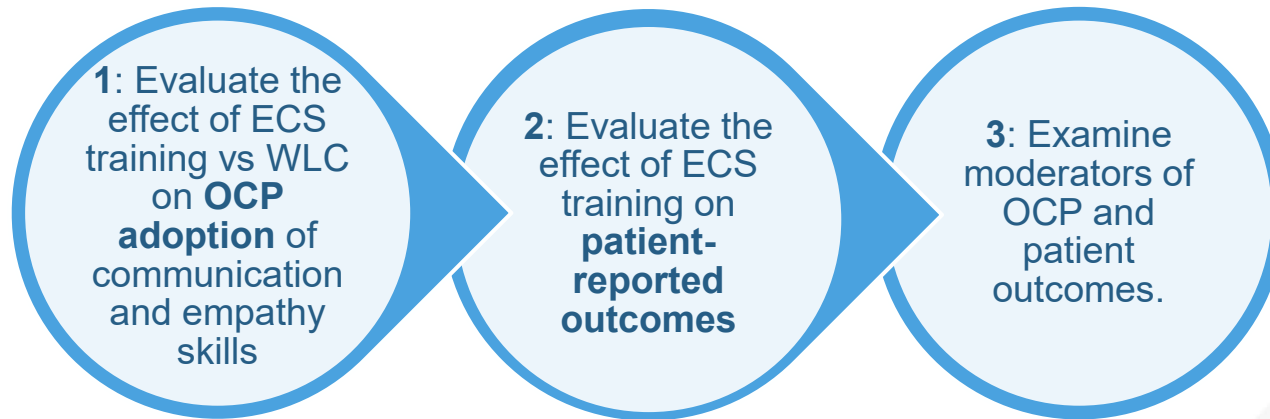 1: Evaluate the
effect of ECS
training vs WLC
on OCP
adoption of
communication
and empathy
skills
2: Evaluate the
effect of ECS
training on
patient-
reported
outcomes
3: Examine
moderators of
OCP and
patient
outcomes.